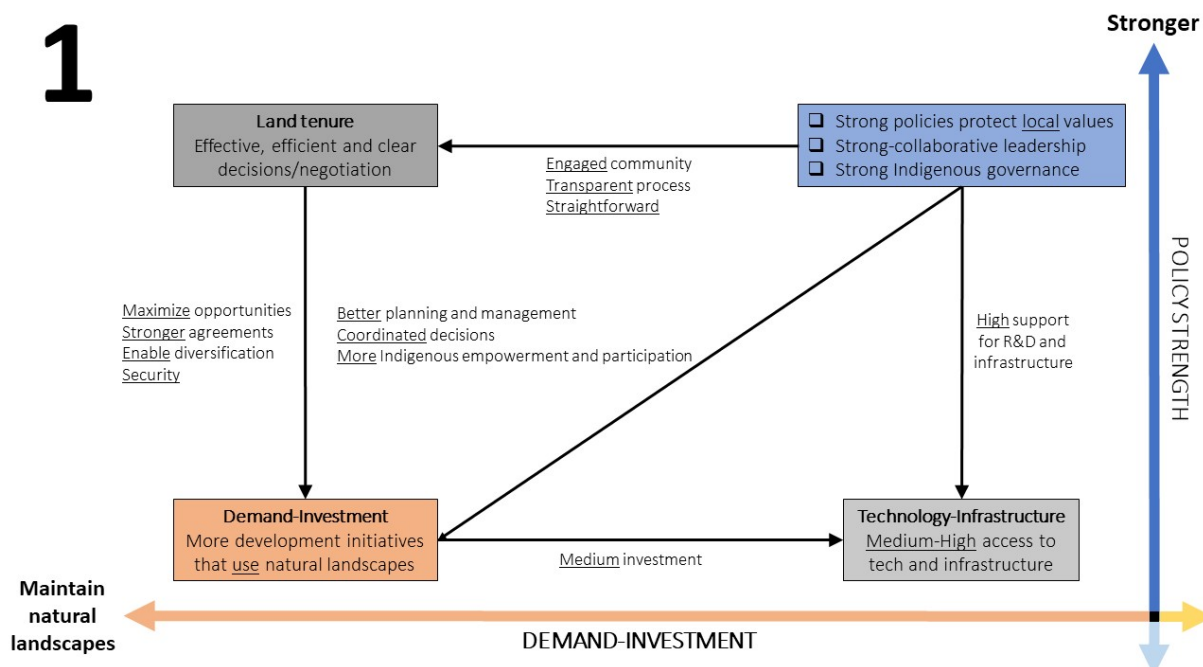 1
Stronger
Land tenure
Effective, efficient and clear
decisions/negotiation
❑ Strong policies protect local values
❑ Strong-collaborative leadership
❑ Strong Indigenous governance
Engaged community
Transparent process
Straightforward
Maximize opportunities
Stronger agreements
Enable diversification
Security
Better planning and management
Coordinated decisions
More Indigenous empowerment and participation
High support
for R&D and
infrastructure
POLICY STRENGTH
Demand-Investment
More development initiatives
that use natural landscapes
Medium investment
Technology-Infrastructure
Medium-High access to
tech and infrastructure
Maintain
natural
landscapes
DEMAND-INVESTMENT